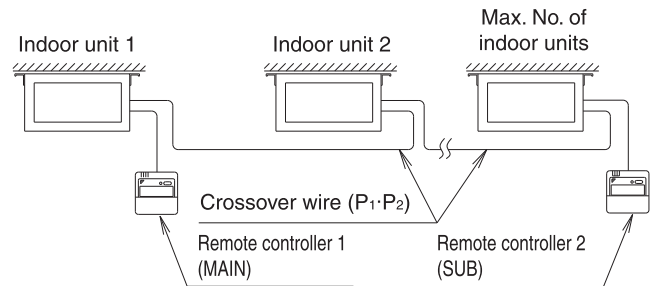 Indoor unit 1
Indoor unit 2
Max. No. of
indoor units
Crossover wire (P₁·P₂)
Remote controller 1
(MAIN)
Remote controller 2
(SUB)